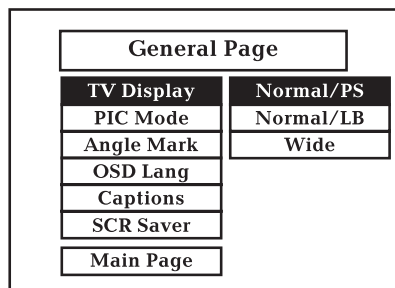 General Page
TV Display
Normal/PS
PIC Mode
Normal/LB
Angle Mark
Wide
OSD Lang
Captions
SCR Saver
Main Page